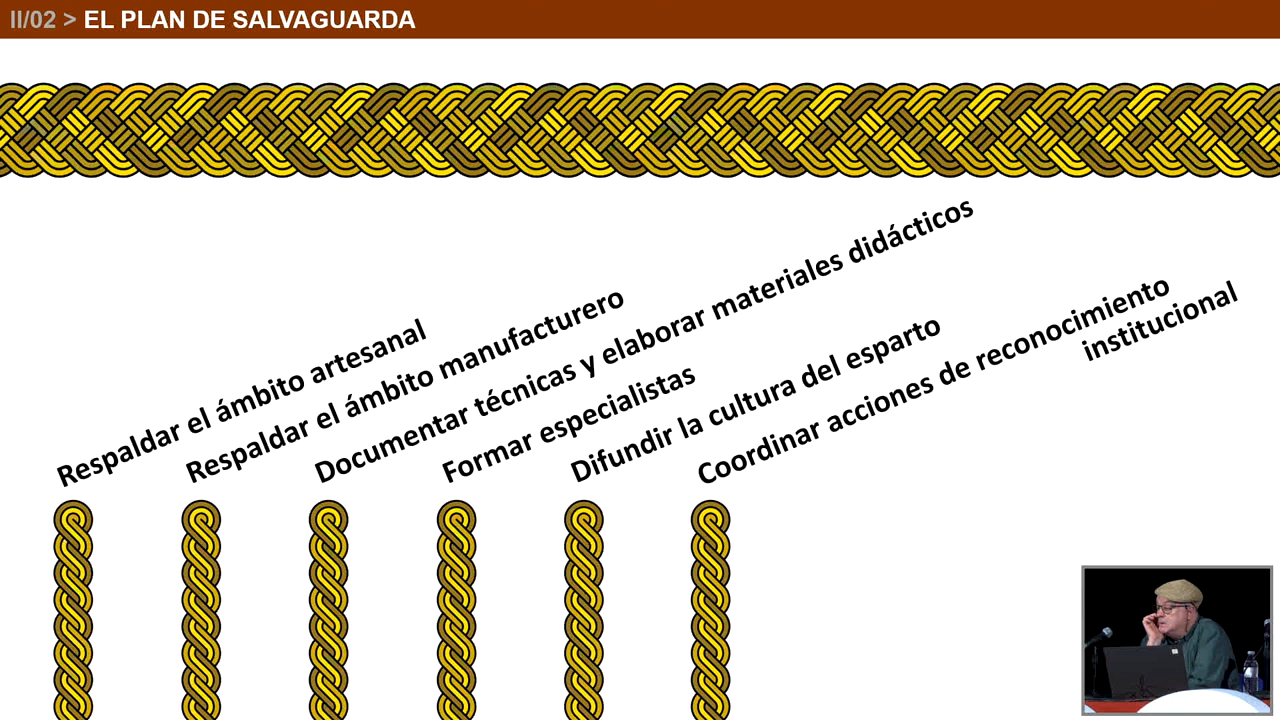 II/02 > EL PLAN DE SALVAGUARDA
Respaldar el ámbito artesanal
Respaldar el ámbito manufacturero
Documentar técnicas y elaborar materiales didácticos
Formar especialistas
Difundir la cultura del esparto
Coordinar acciones de reconocimiento
institucional